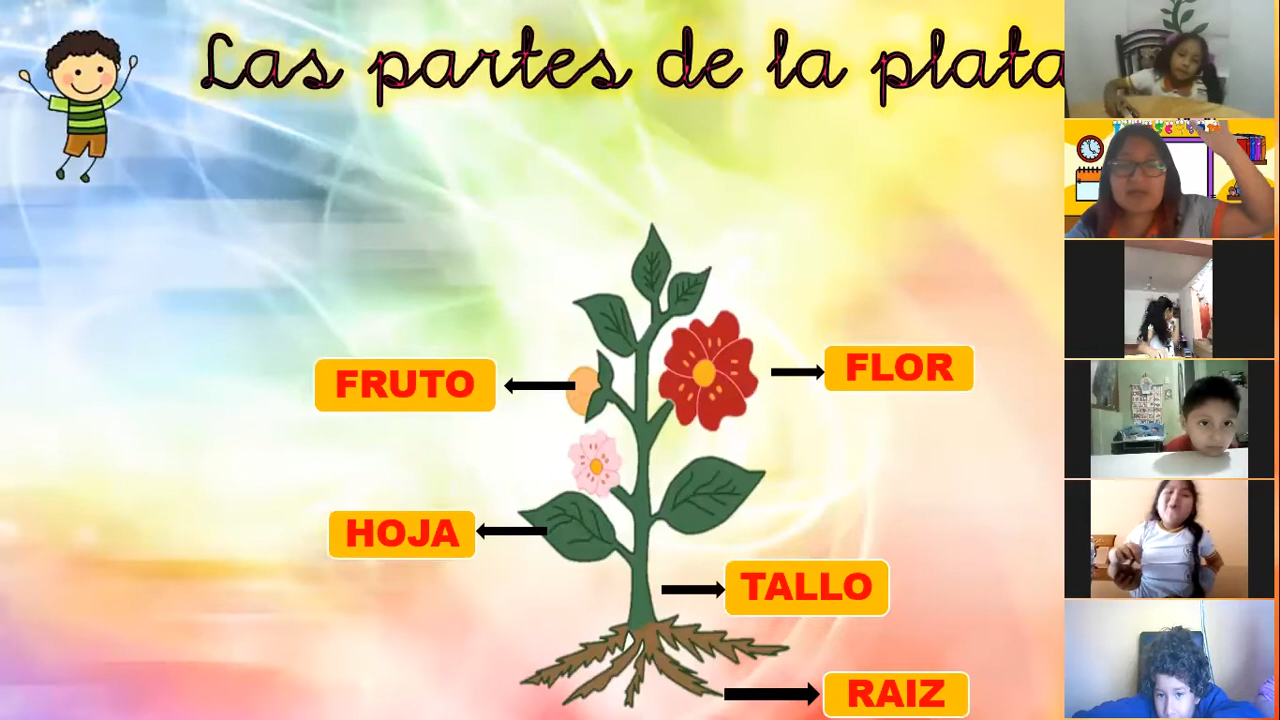 Las partes de la plata
FRUTO
FLOR
HOJA
TALLO
RAIZ